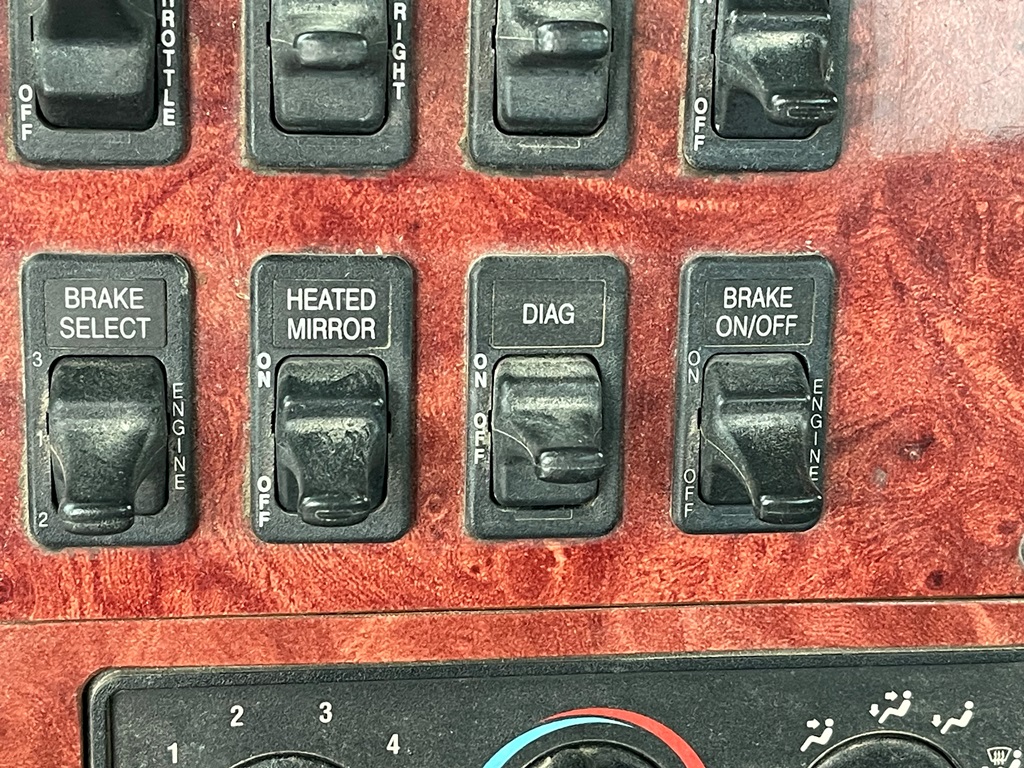 OFF
RIGHT
OFF
BRAKE
SELECT
3
1
2
ENGINE
HEATED
MIRROR
ON
OFF
DIAG
ON
OFF
BRAKE
ON/OFF
ON
OFF
ENGINE
1
2
3
4